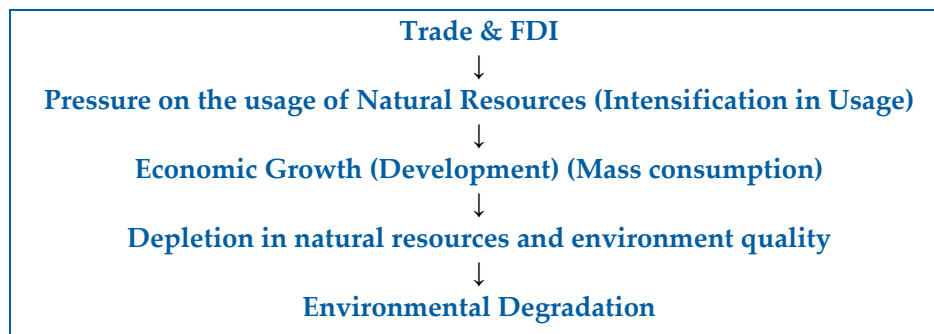 Trade & FDI
↓
Pressure on the usage of Natural Resources (Intensification in Usage)
↓
Economic Growth (Development) (Mass consumption)
↓
Depletion in natural resources and environment quality
↓
Environmental Degradation